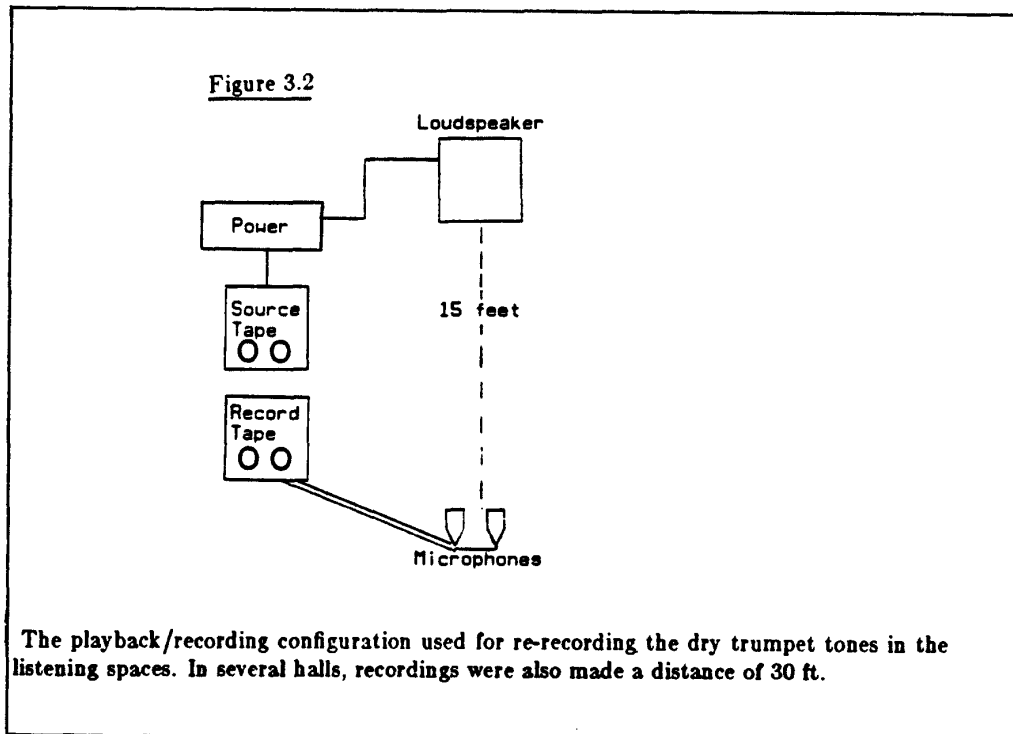 Figure 3.2
Loudspeaker
Power
Source
Tape
15 feet
Record
Tape
Microphones
The playback/recording configuration used for re-recording the dry trumpet tones in the
listening spaces. In several halls, recordings were also made a distance of 30 ft.